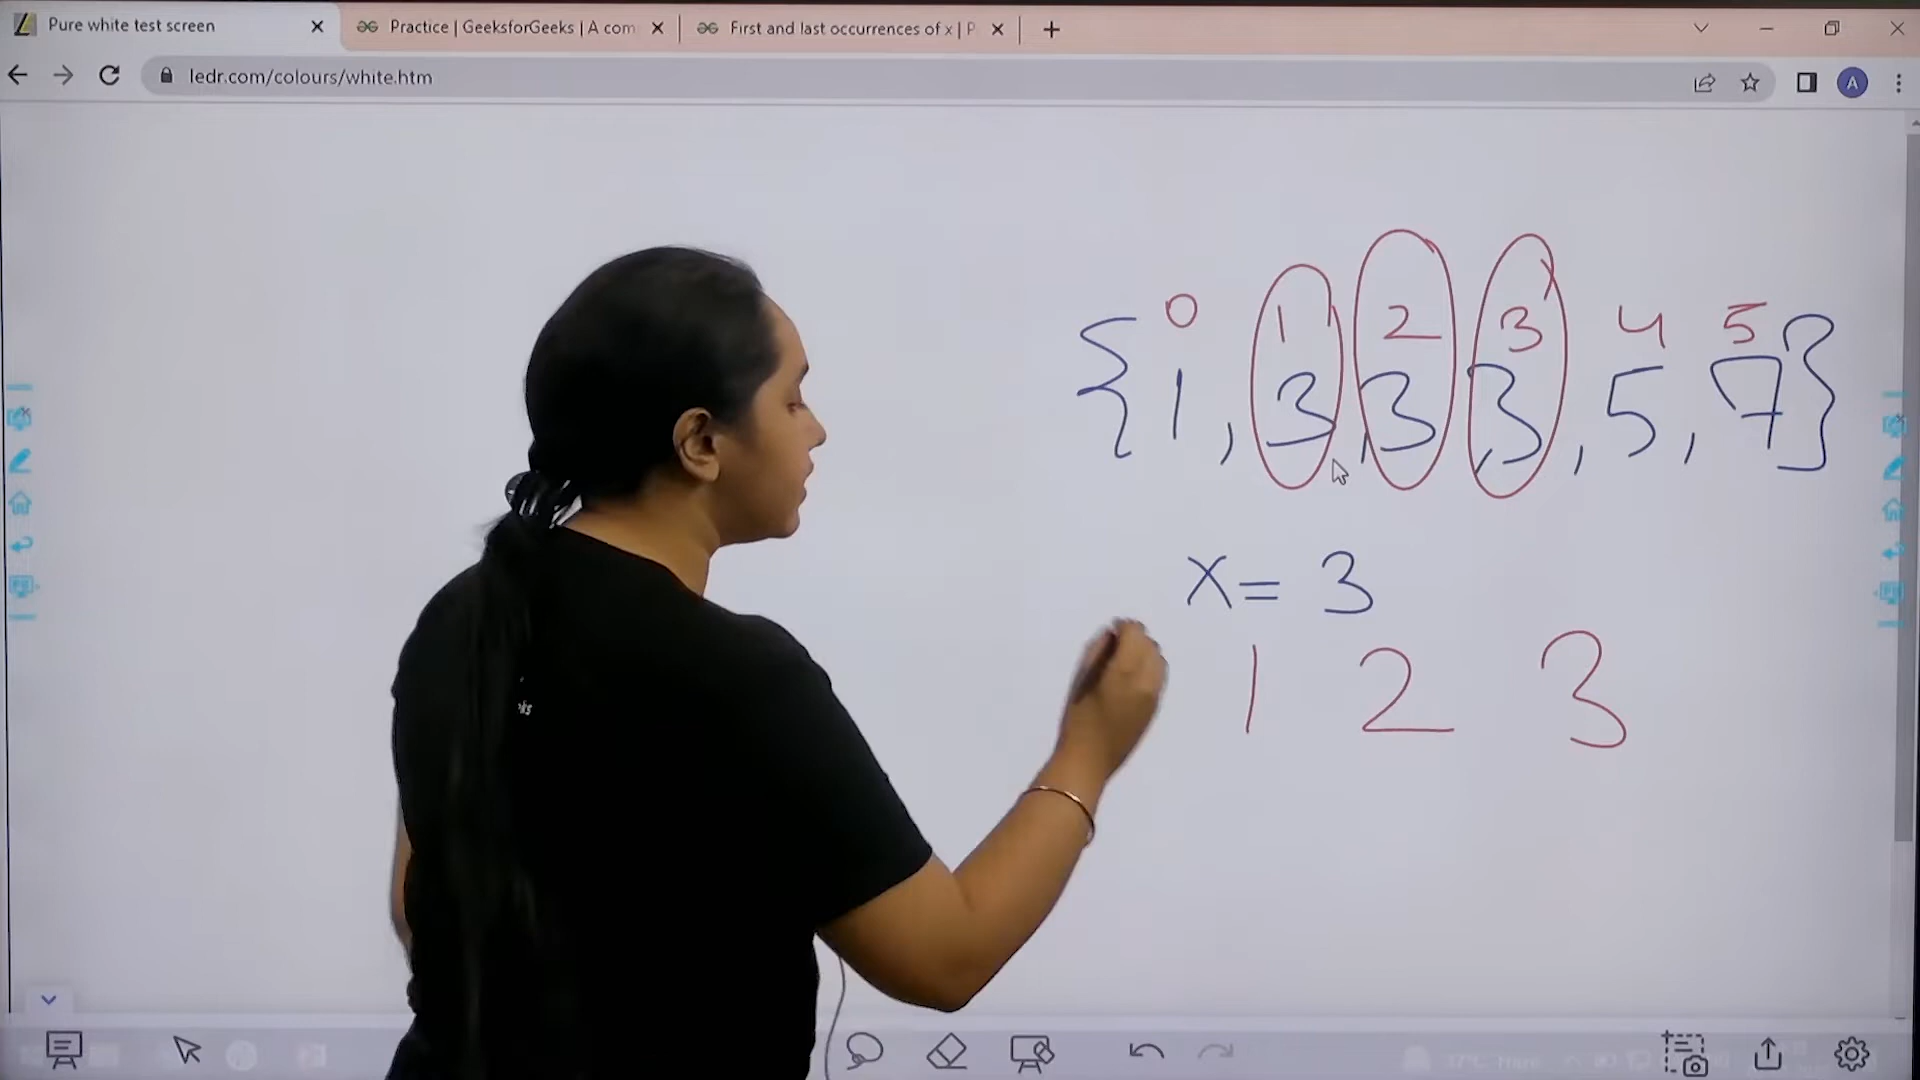 Pure white test screen
Practice | GeeksforGeeks | A com
First and last occurrences of x | P
ledr.com/colours/white.htm
A
0 1 2 3 4 5
{1, 3, 3, 3, 5, 7}
x = 3
1 2 3